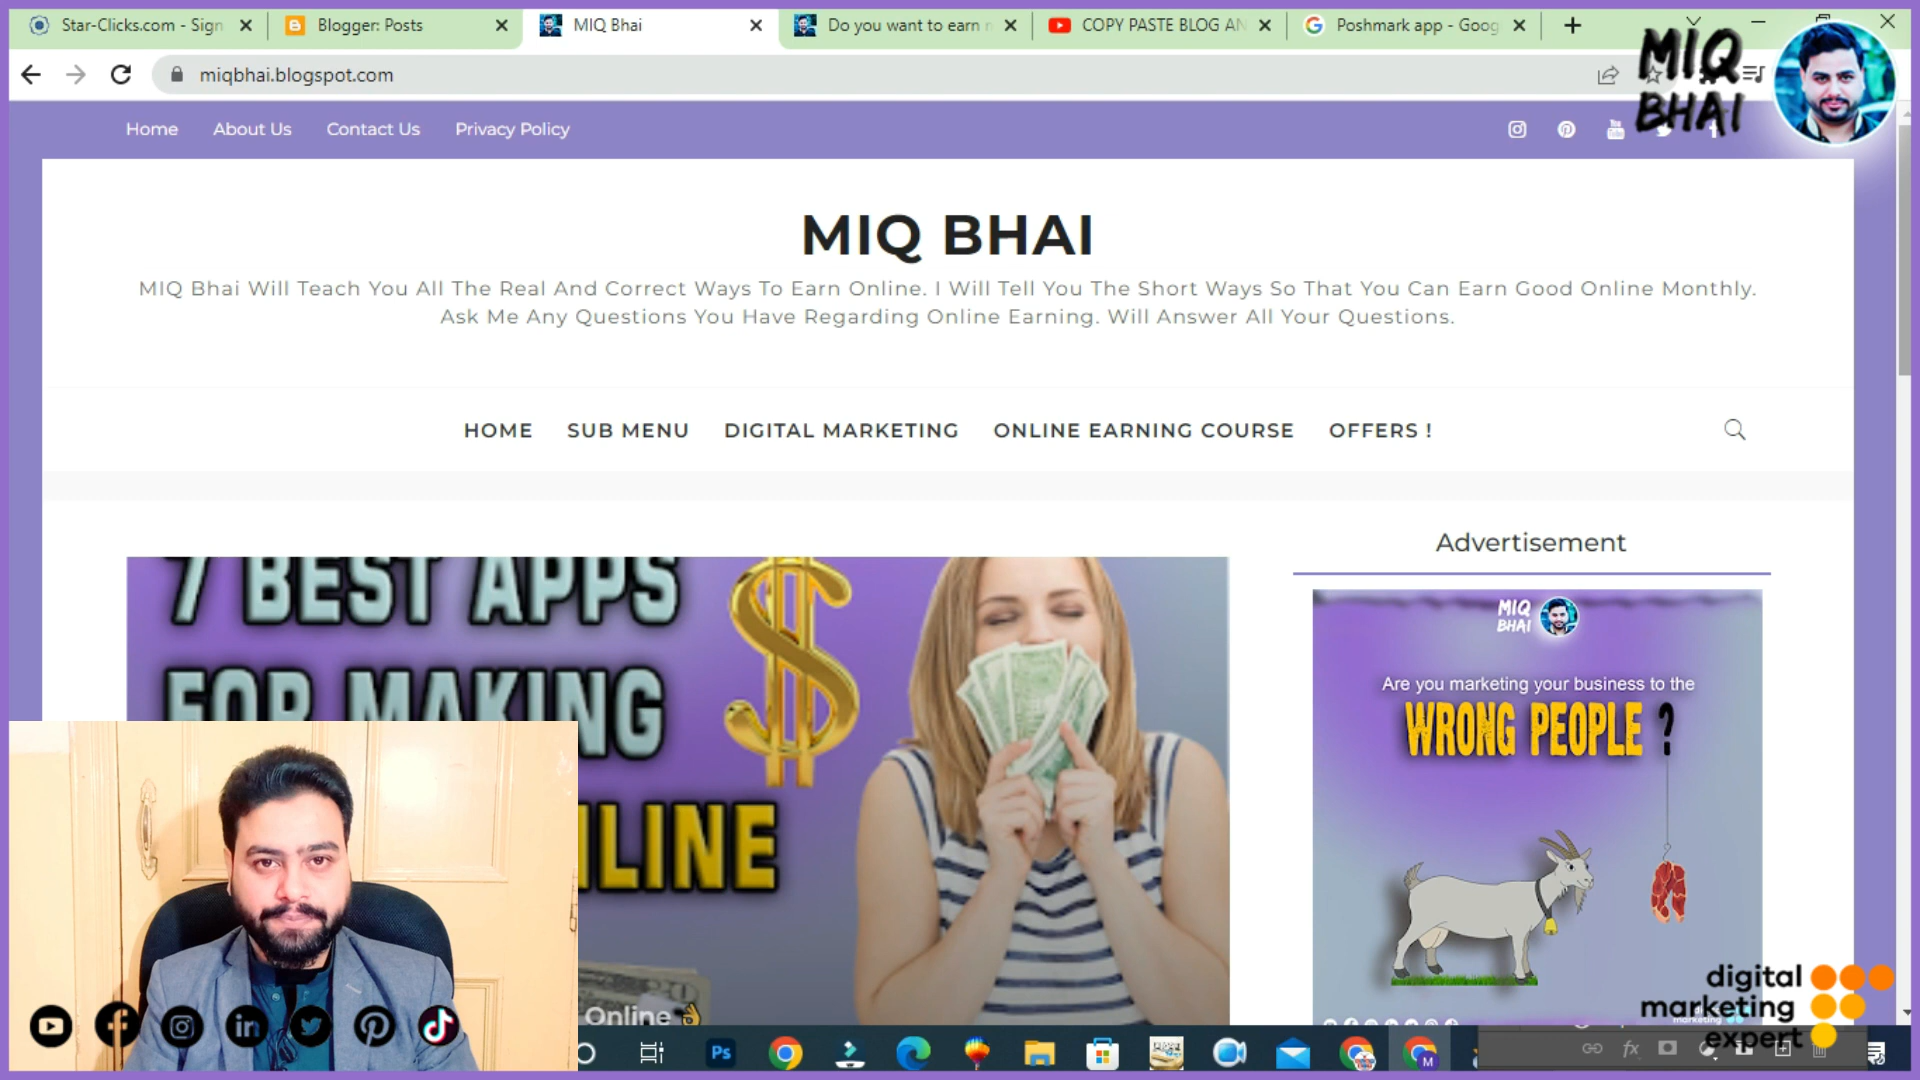 Star-Clicks.com - Sign
Blogger: Posts
MIQ Bhai
Do you want to earn
COPY PASTE BLOG AN
Poshmark app - Goog
miqbhai.blogspot.com
MIQ
BHAI
Home
About Us
Contact Us
Privacy Policy
MIQ BHAI
MIQ Bhai Will Teach You All The Real And Correct Ways To Earn Online. I Will Tell You The Short Ways So That You Can Earn Good Online Monthly.
Ask Me Any Questions You Have Regarding Online Earning. Will Answer All Your Questions.
HOME
SUB MENU
DIGITAL MARKETING
ONLINE EARNING COURSE
OFFERS !
7 BEST APPS
FOR MAKING
LINE
Online
Advertisement
MIQ
BHAI
Are you marketing your business to the
WRONG PEOPLE ?
digital
marketing
expert
Ps
M
fx